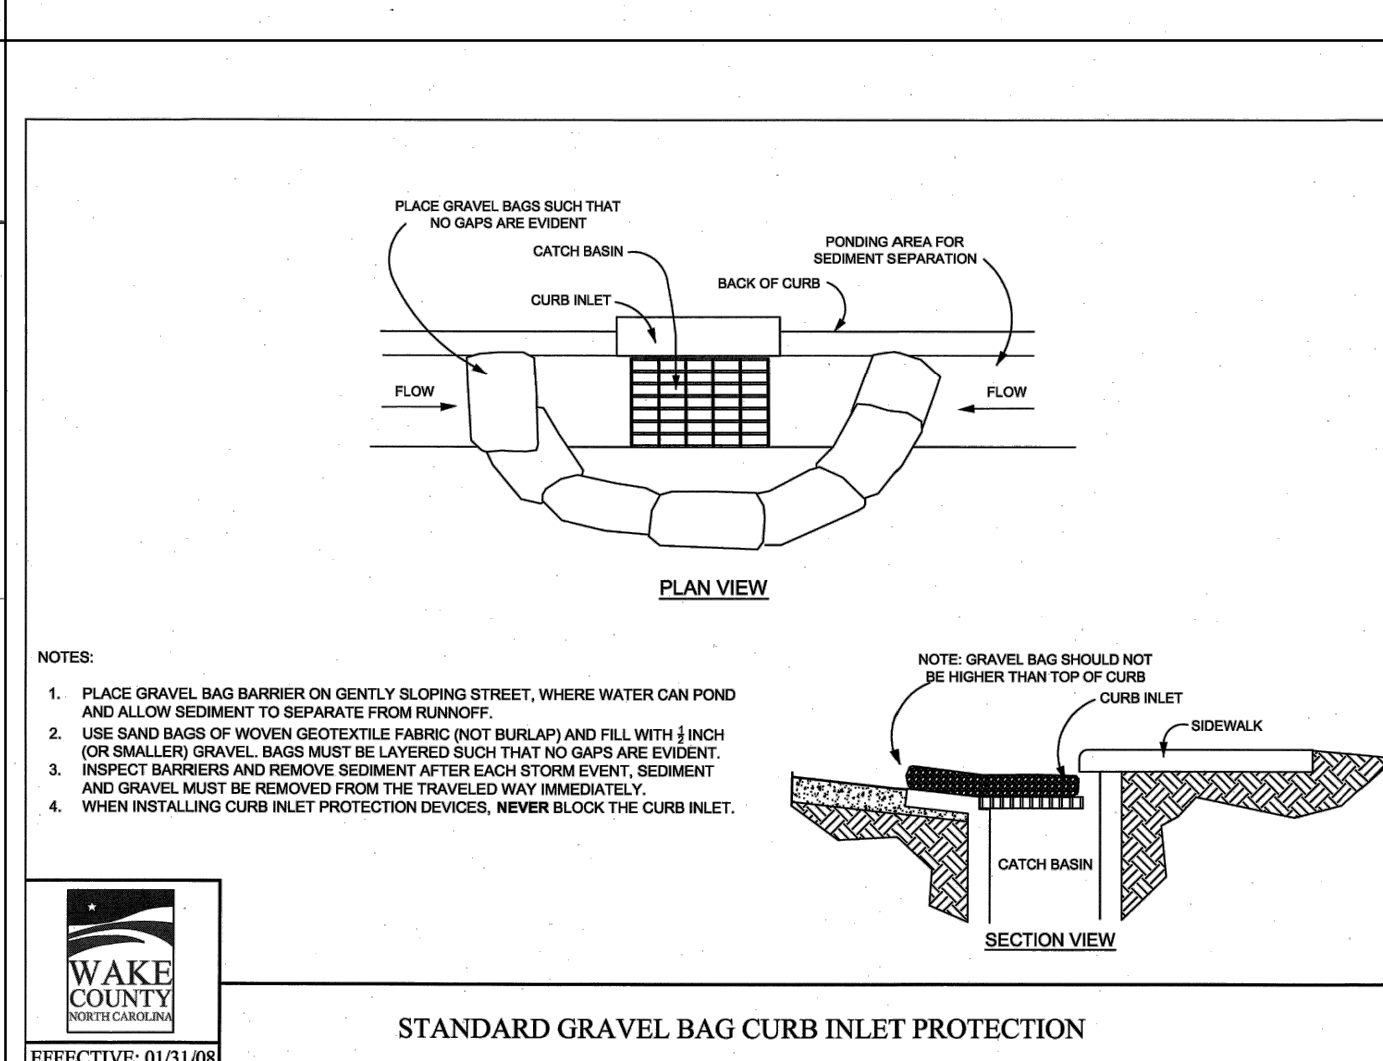 PLACE GRAVEL BAGS SUCH THAT
NO GAPS ARE EVIDENT
CATCH BASIN
PONDING AREA FOR
SEDIMENT SEPARATION
BACK OF CURB
CURB INLET
FLOW
FLOW
PLAN VIEW
NOTES:
1. PLACE GRAVEL BAG BARRIER ON GENTLY SLOPING STREET, WHERE WATER CAN POND
AND ALLOW SEDIMENT TO SEPARATE FROM RUNNOFF.
2. USE SAND BAGS OF WOVEN GEOTEXTILE FABRIC (NOT BURLAP) AND FILL WITH ½ INCH
(OR SMALLER) GRAVEL. BAGS MUST BE LAYERED SUCH THAT NO GAPS ARE EVIDENT.
3. INSPECT BARRIERS AND REMOVE SEDIMENT AFTER EACH STORM EVENT, SEDIMENT
AND GRAVEL MUST BE REMOVED FROM THE TRAVELED WAY IMMEDIATELY.
4. WHEN INSTALLING CURB INLET PROTECTION DEVICES, NEVER BLOCK THE CURB INLET.
NOTE: GRAVEL BAG SHOULD NOT
BE HIGHER THAN TOP OF CURB
CURB INLET
SIDEWALK
CATCH BASIN
SECTION VIEW
WAKE
COUNTY
NORTH CAROLINA
EFFECTIVE: 01/31/08
STANDARD GRAVEL BAG CURB INLET PROTECTION